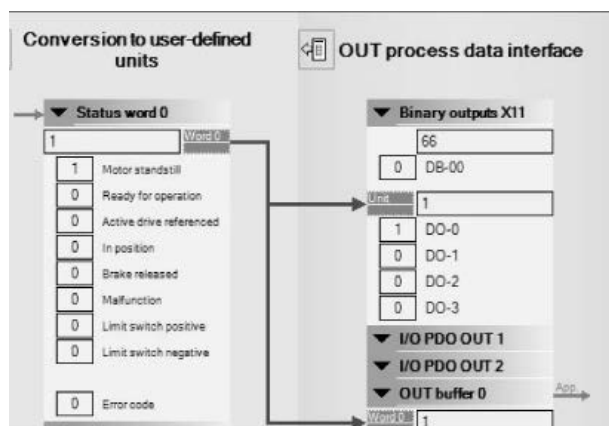 Conversion to user-defined
units
Status word 0
1
Word 0
1 Motor standstill
0 Ready for operation
0 Active drive referenced
0 In position
0 Brake released
0 Malfunction
0 Limit switch positive
0 Limit switch negative
0 Error code
OUT process data interface
Binary outputs X11
66
0 DB-00
Unit
1
1 DO-0
0 DO-1
0 DO-2
0 DO-3
I/O PDO OUT 1
I/O PDO OUT 2
OUT buffer 0
App.
Word 0
1